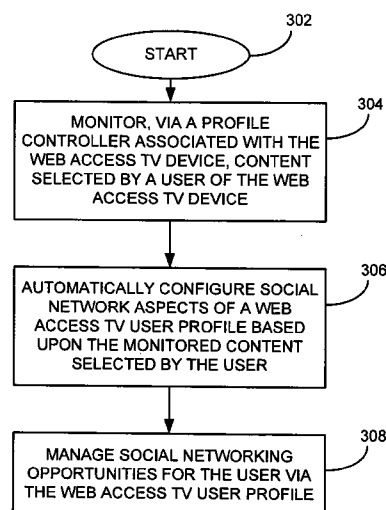 302
START
304
MONITOR, VIA A PROFILE
CONTROLLER ASSOCIATED WITH THE
WEB ACCESS TV DEVICE, CONTENT
SELECTED BY A USER OF THE WEB
ACCESS TV DEVICE
306
AUTOMATICALLY CONFIGURE SOCIAL
NETWORK ASPECTS OF A WEB
ACCESS TV USER PROFILE BASED
UPON THE MONITORED CONTENT
SELECTED BY THE USER
308
MANAGE SOCIAL NETWORKING
OPPORTUNITIES FOR THE USER VIA
THE WEB ACCESS TV USER PROFILE